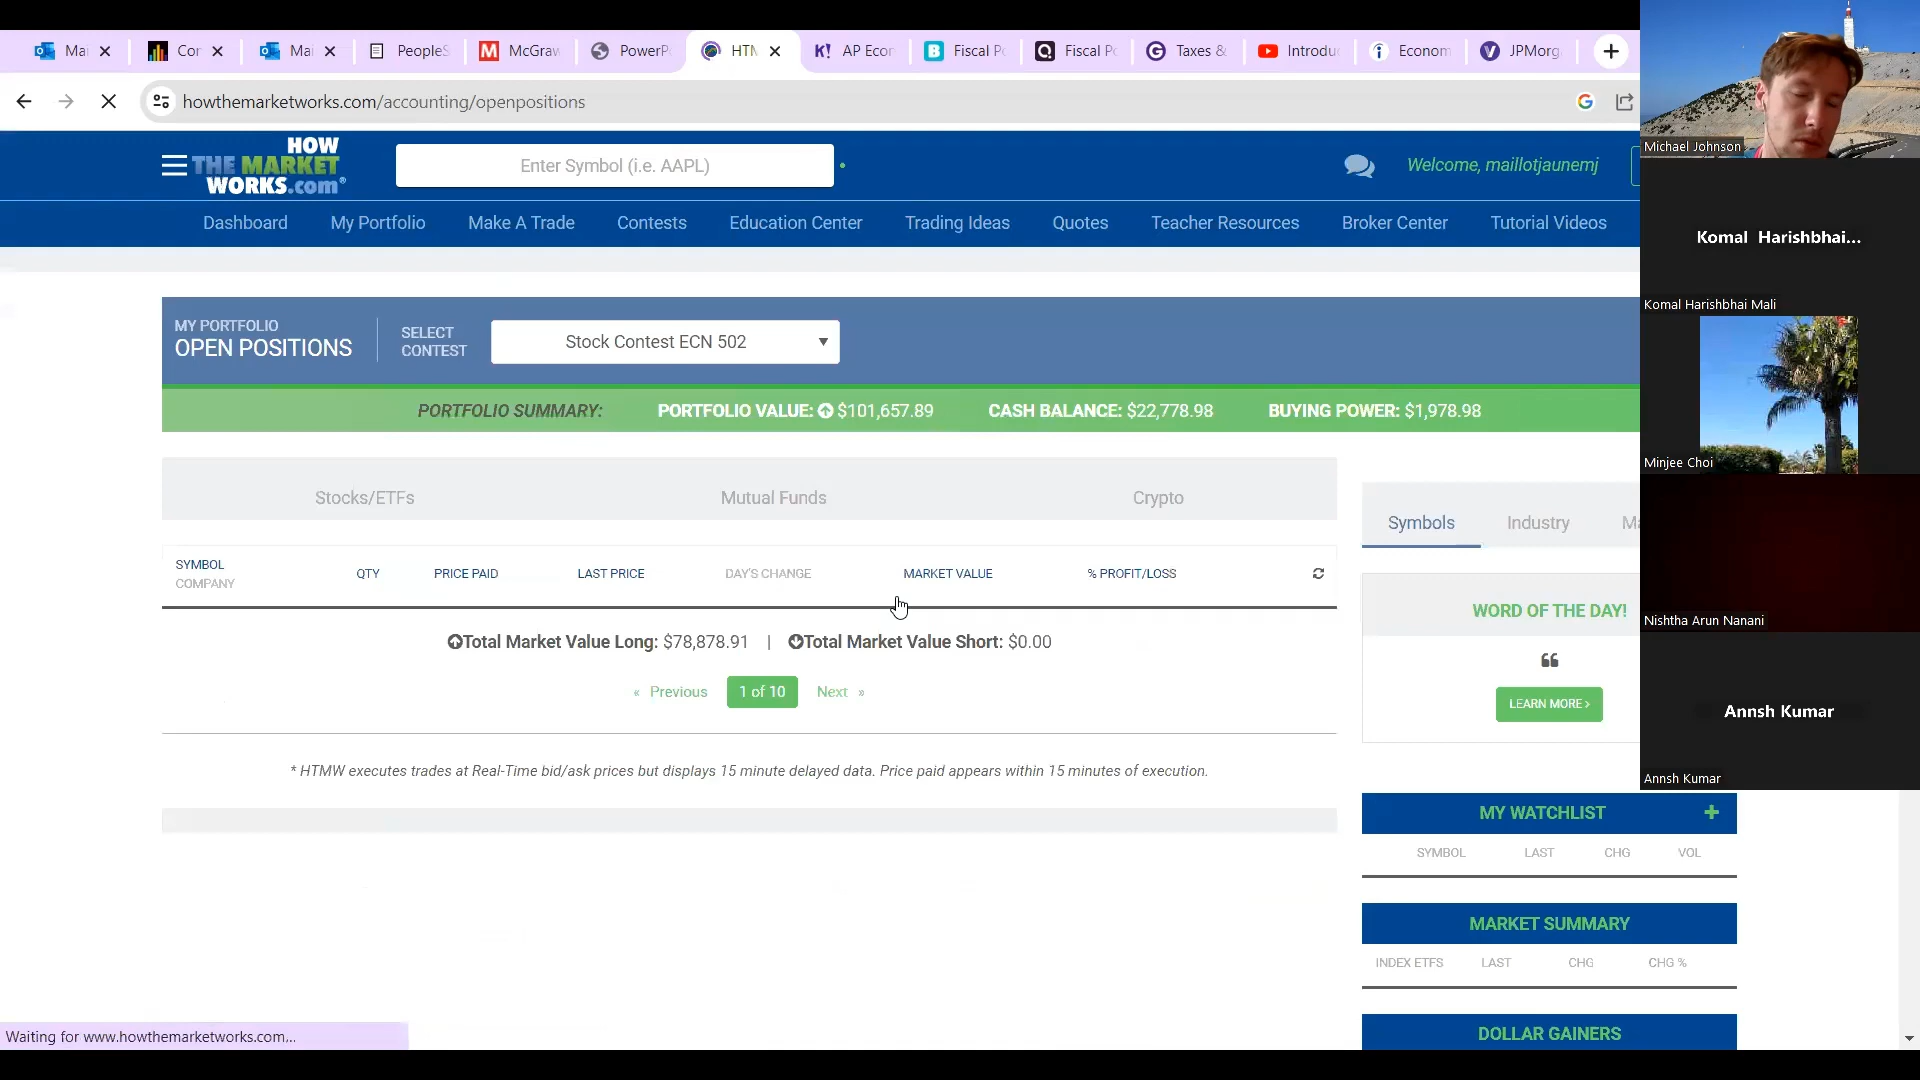 Mai
Cor
Mai
PeopleS
McGraw
PowerP
HTM
K!
AP Econ
Fiscal Po
Fiscal Po
Taxes &
Introduc
Econom
JPMorg
howthemarketworks.com/accounting/openpositions
HOW
THE MARKET
WORKS.com®
Enter Symbol (i.e. AAPL)
Welcome, maillotjaunemj
Dashboard
My Portfolio
Make A Trade
Contests
Education Center
Trading Ideas
Quotes
Teacher Resources
Broker Center
Tutorial Videos
MY PORTFOLIO
OPEN POSITIONS
SELECT
CONTEST
Stock Contest ECN 502
PORTFOLIO SUMMARY:
PORTFOLIO VALUE: $101,657.89
CASH BALANCE: $22,778.98
BUYING POWER: $1,978.98
Stocks/ETFs
Mutual Funds
Crypto
SYMBOL
COMPANY
QTY
PRICE PAID
LAST PRICE
DAY'S CHANGE
MARKET VALUE
% PROFIT/LOSS
Total Market Value Long: $78,878.91 | Total Market Value Short: $0.00
« Previous 1 of 10 Next »
* HTMW executes trades at Real-Time bid/ask prices but displays 15 minute delayed data. Price paid appears within 15 minutes of execution.
Symbols
Industry
WORD OF THE DAY!
LEARN MORE ›
MY WATCHLIST +
SYMBOL LAST CHG VOL
MARKET SUMMARY
INDEX ETFS LAST CHG CHG %
DOLLAR GAINERS
Michael Johnson
Komal Harishbhai...
Komal Harishbhai Mali
Minjee Choi
Nishtha Arun Nanani
Annsh Kumar
Annsh Kumar
Waiting for www.howthemarketworks.com...